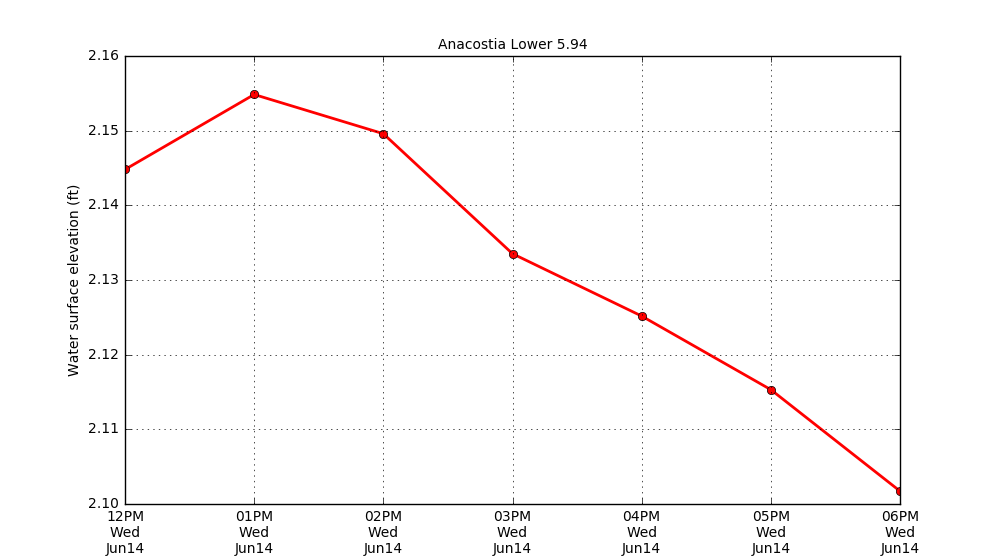 Anacostia Lower 5.94
2.16
2.15
2.14
2.13
2.12
2.11
2.10
Water surface elevation (ft)
12PM 01PM 02PM 03PM 04PM 05PM 06PM
Wed Wed Wed Wed Wed Wed Wed
Jun14 Jun14 Jun14 Jun14 Jun14 Jun14 Jun14